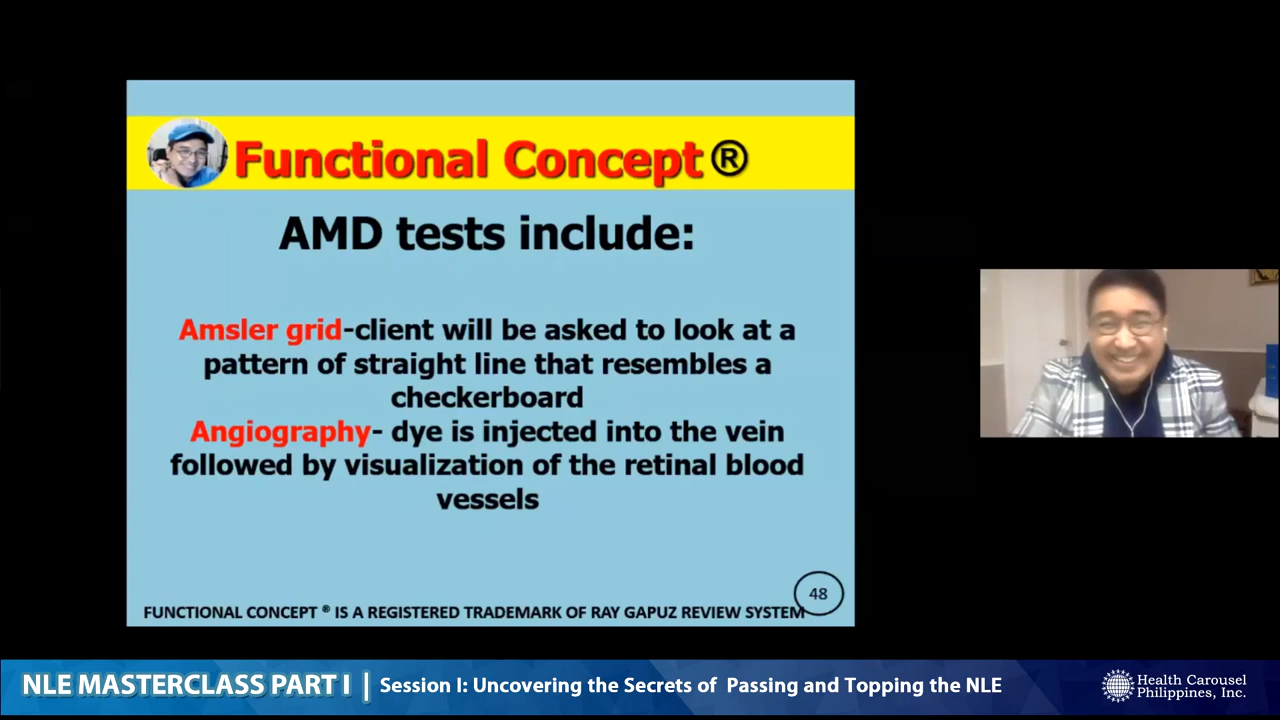 Functional Concept ®
AMD tests include:
Amsler grid-client will be asked to look at a
pattern of straight line that resembles a
checkerboard
Angiography- dye is injected into the vein
followed by visualization of the retinal blood
vessels
48
FUNCTIONAL CONCEPT ® IS A REGISTERED TRADEMARK OF RAY GAPUZ REVIEW SYSTEM
NLE MASTERCLASS PART I | Session I: Uncovering the Secrets of Passing and Topping the NLE
Health Carousel
Philippines, Inc.